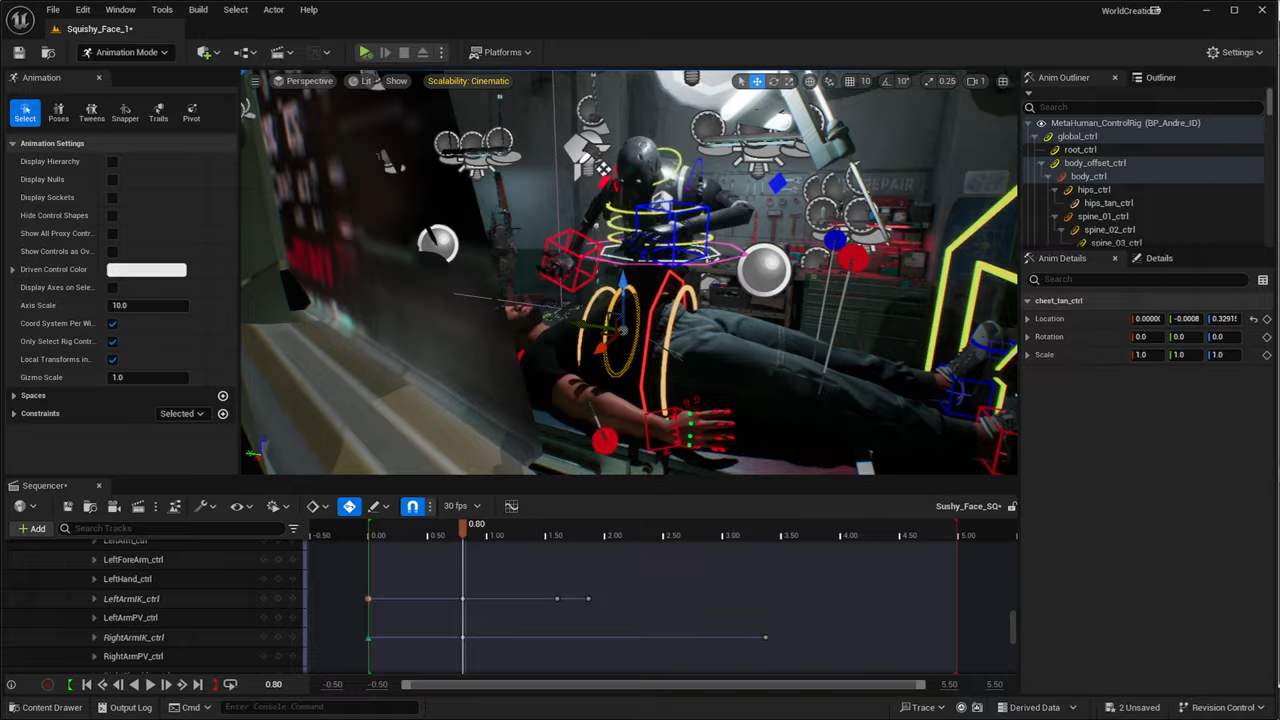 File Edit Window Tools Build Select Actor Help
WorldCreation
Squishy_Face_1*
Animation Mode
Platforms
Settings
Animation
Perspective
Lit
Show
Scalability: Cinematic
10
10°
0.25
1
Anim Outliner
Outliner
Select
Poses
Tweens
Snapper
Trails
Pivot
Search
Animation Settings
MetaHuman_ControlRig (BP_Andre_ID)
global_ctrl
root_ctrl
body_offset_ctrl
body_ctrl
hips_ctrl
hips_tan_ctrl
spine_01_ctrl
spine_02_ctrl
spine_03_ctrl
Display Hierarchy
Display Nulls
Display Sockets
Hide Control Shapes
Show All Proxy Contr...
Show Controls as Ov...
Driven Control Color
Display Axes on Sele...
Axis Scale
10.0
Coord System Per Wi...
Only Select Rig Contr...
Local Transforms in...
Gizmo Scale
1.0
Spaces
Constraints
Selected
REPAIR
Anim Details
Details
Search
chest_tan_ctrl
Location
0.00000
-0.0008
0.32915
Rotation
0.0
0.0
0.0
Scale
1.0
1.0
1.0
Sequencer*
30 fps
Sushy_Face_SQ*
Add
Search Tracks
0.80
-0.50
0.00
0.50
1.00
1.50
2.00
2.50
3.00
3.50
4.00
4.50
5.00
LeftForeArm_ctrl
LeftHand_ctrl
LeftArmIK_ctrl
LeftArmPV_ctrl
RightArmIK_ctrl
RightArmPV_ctrl
0.80
-0.50
-0.50
5.50
5.50
Content Drawer
Output Log
Cmd
Enter Console Command
Trace
Derived Data
2 Unsaved
Revision Control